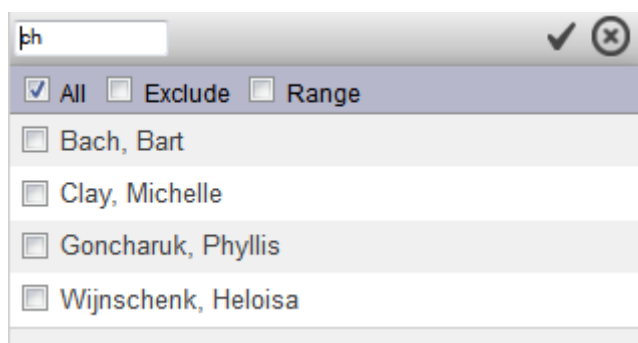 ch
All Exclude Range
Bach, Bart
Clay, Michelle
Goncharuk, Phyllis
Wijnschenk, Heloisa